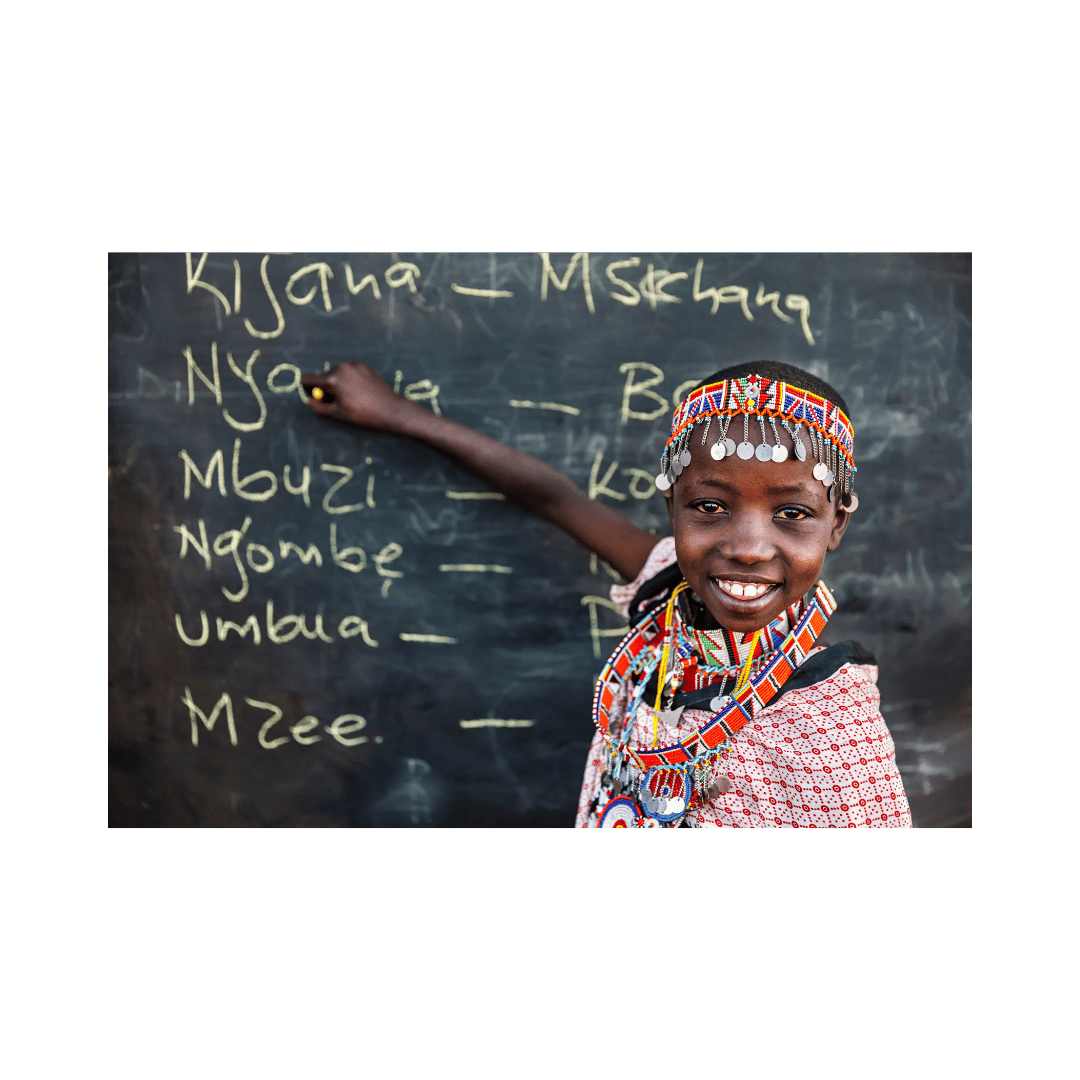 Kijana – Msichana
–
Mbuzi –
Ngombe –
umbua –
Mzee. –